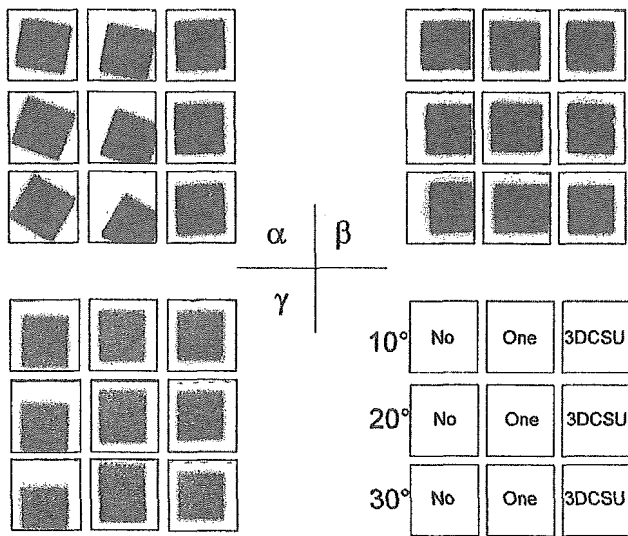 α β
γ
10° No One 3DCSU
20° No One 3DCSU
30° No One 3DCSU